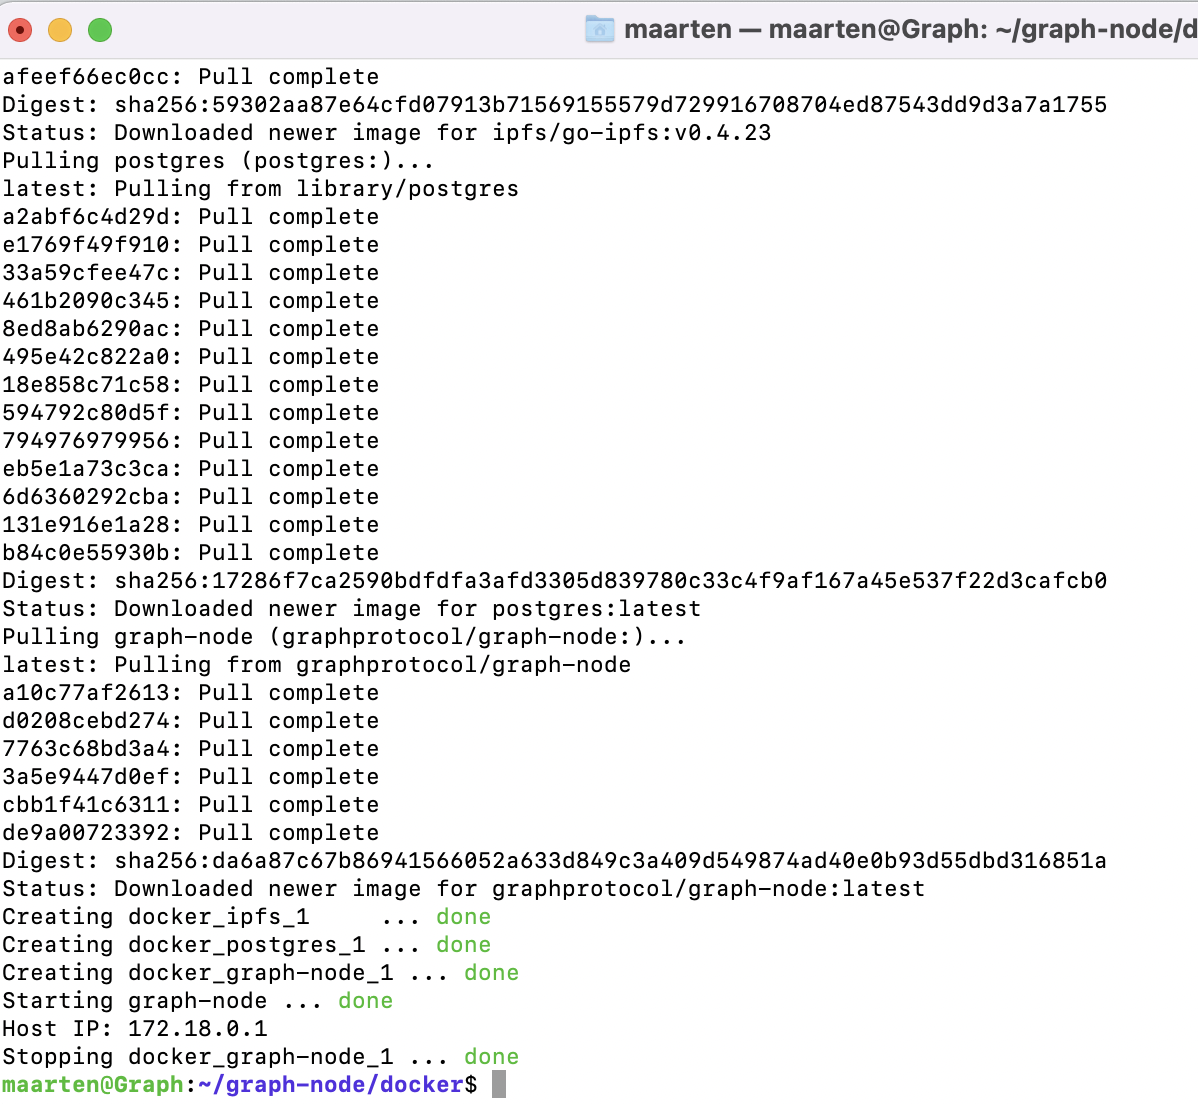 maarten — maarten@Graph: ~/graph-node/d
afeef66ec0cc: Pull complete
Digest: sha256:59302aa87e64cfd07913b71569155579d729916708704ed87543dd9d3a7a1755
Status: Downloaded newer image for ipfs/go-ipfs:v0.4.23
Pulling postgres (postgres:)...
latest: Pulling from library/postgres
a2abf6c4d29d: Pull complete
e1769f49f910: Pull complete
33a59cfee47c: Pull complete
461b2090c345: Pull complete
8ed8ab6290ac: Pull complete
495e42c822a0: Pull complete
18e858c71c58: Pull complete
594792c80d5f: Pull complete
794976979956: Pull complete
eb5e1a73c3ca: Pull complete
6d6360292cba: Pull complete
131e916e1a28: Pull complete
b84c0e55930b: Pull complete
Digest: sha256:17286f7ca2590bdfdfa3afd3305d839780c33c4f9af167a45e537f22d3cafcb0
Status: Downloaded newer image for postgres:latest
Pulling graph-node (graphprotocol/graph-node:)...
latest: Pulling from graphprotocol/graph-node
a10c77af2613: Pull complete
d0208cebd274: Pull complete
7763c68bd3a4: Pull complete
3a5e9447d0ef: Pull complete
cbb1f41c6311: Pull complete
de9a00723392: Pull complete
Digest: sha256:da6a87c67b86941566052a633d849c3a409d549874ad40e0b93d55dbd316851a
Status: Downloaded newer image for graphprotocol/graph-node:latest
Creating docker_ipfs_1     ... done
Creating docker_postgres_1 ... done
Creating docker_graph-node_1 ... done
Starting graph-node ... done
Host IP: 172.18.0.1
Stopping docker_graph-node_1 ... done
maarten@Graph:~/graph-node/docker$